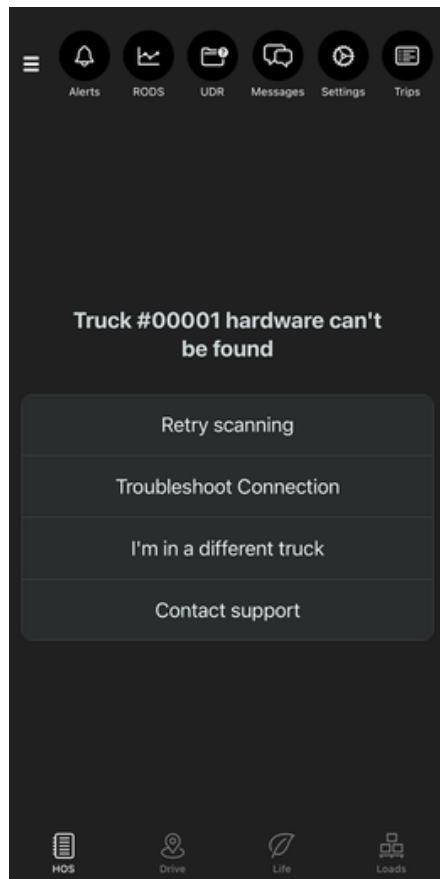 Alerts RODS UDR Messages Settings Trips
Truck #00001 hardware can't
be found
Retry scanning
Troubleshoot Connection
I'm in a different truck
Contact support
HOS Drive Life Loads